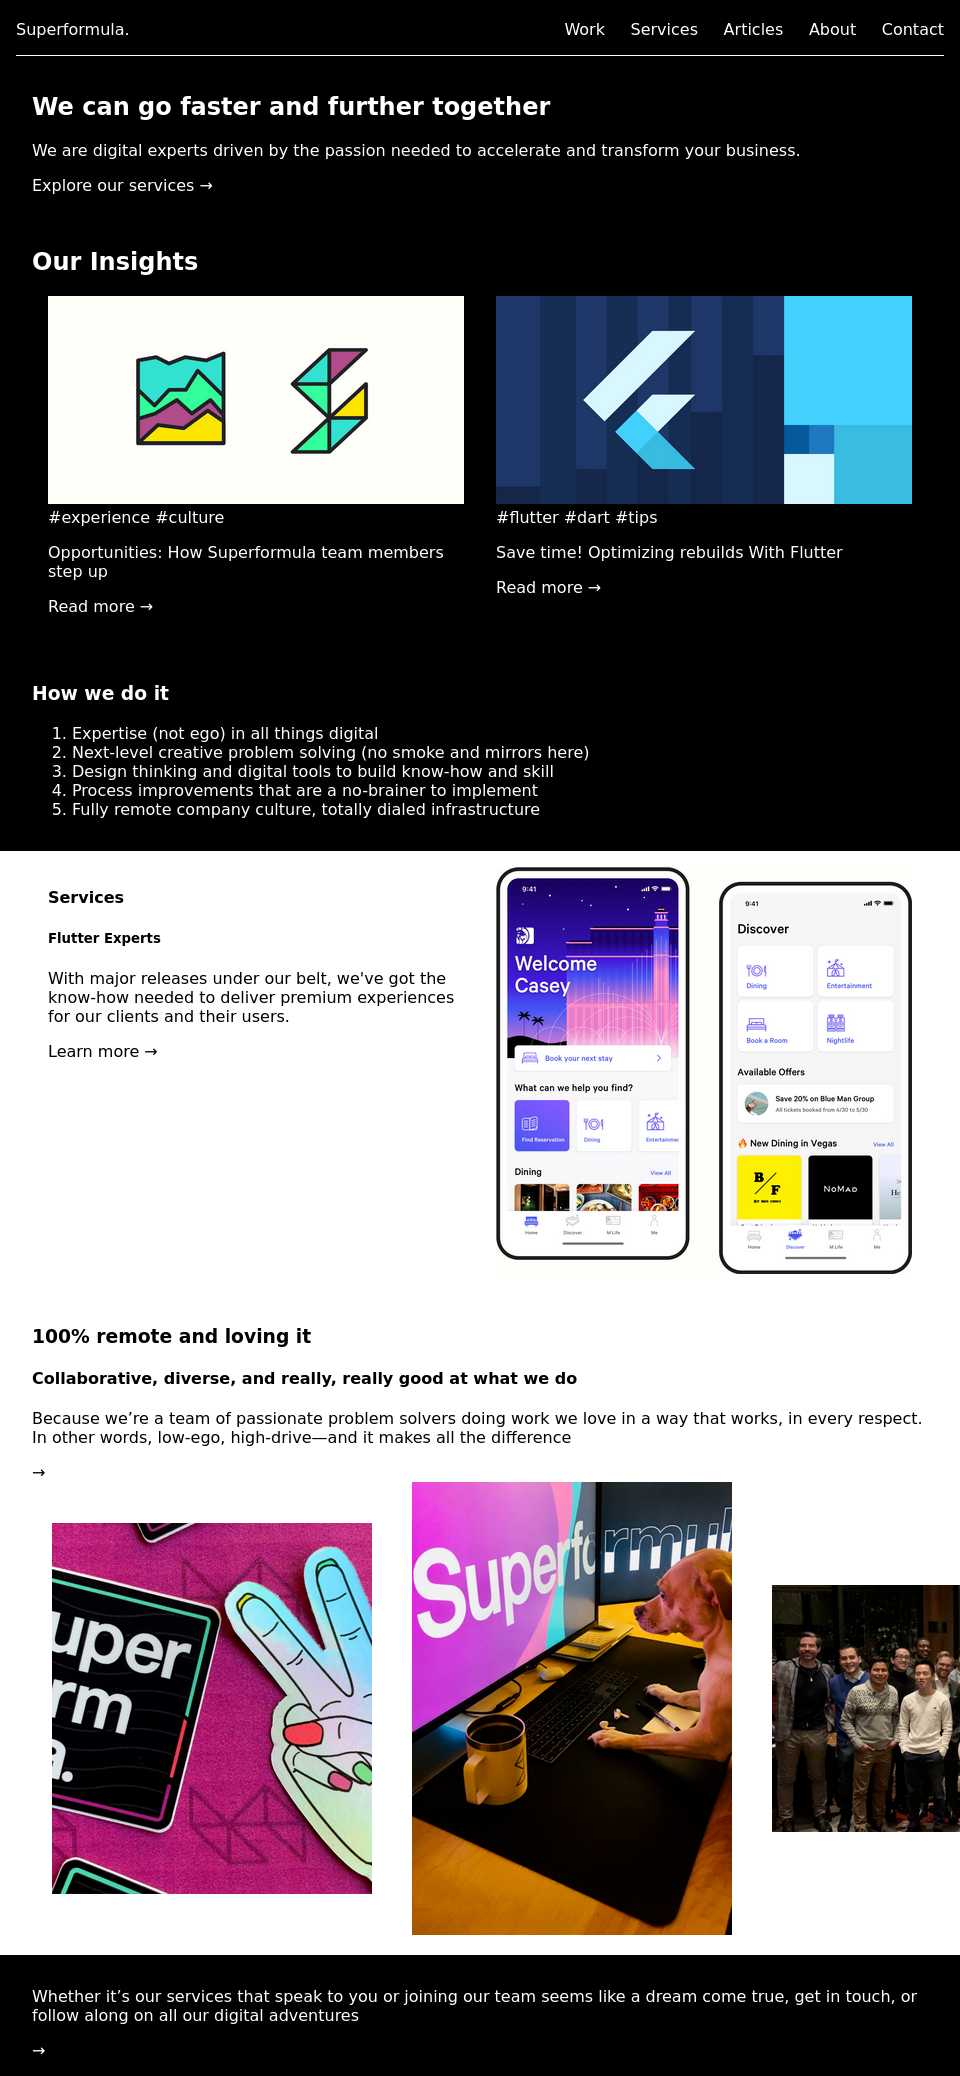 Superformula.
Work Services Articles About Contact
We can go faster and further together
We are digital experts driven by the passion needed to accelerate and transform your business.
Explore our services →
Our Insights
#experience #culture
Opportunities: How Superformula team members
step up
Read more →
#flutter #dart #tips
Save time! Optimizing rebuilds With Flutter
Read more →
How we do it
1. Expertise (not ego) in all things digital
2. Next-level creative problem solving (no smoke and mirrors here)
3. Design thinking and digital tools to build know-how and skill
4. Process improvements that are a no-brainer to implement
5. Fully remote company culture, totally dialed infrastructure
Services
Flutter Experts
With major releases under our belt, we've got the
know-how needed to deliver premium experiences
for our clients and their users.
Learn more →
9:41
Welcome
Casey
Book your next stay
What can we help you find?
Find Reservation
Dining
Entertainmen
Dining
View All
Home
Discover
M Life
Me
9:41
Discover
Dining
Entertainment
Book a Room
Nightlife
Available Offers
Save 20% on Blue Man Group
All tickets booked from 4/30 to 5/30
🔥 New Dining in Vegas
View All
B/F
NoMad
Home
Discover
M Life
Me
100% remote and loving it
Collaborative, diverse, and really, really good at what we do
Because we’re a team of passionate problem solvers doing work we love in a way that works, in every respect.
In other words, low-ego, high-drive—and it makes all the difference
→
uper
rm
a.
Superfo
rmul
Whether it’s our services that speak to you or joining our team seems like a dream come true, get in touch, or
follow along on all our digital adventures
→